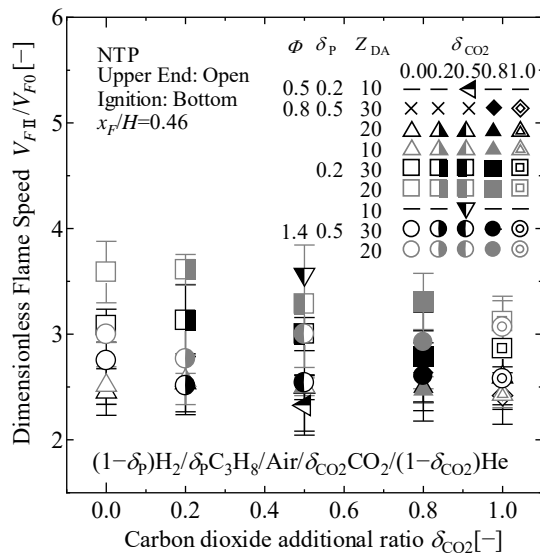 NTP
Upper End: Open
Ignition: Bottom
x_F/H=0.46
Φ δ_P Z_DA δ_CO2
0.0 0.2 0.5 0.8 1.0
0.5 0.2 10
0.8 0.5 30
20
10
0.2 30
20
10
1.4 0.5 30
20
Dimensionless Flame Speed V_FⅡ/V_F0[−]
6
5
4
3
2
(1−δ_P)H₂/δ_PC₃H₈/Air/δ_CO2CO₂/(1−δ_CO2)He
0.0 0.2 0.4 0.6 0.8 1.0
Carbon dioxide additional ratio δ_CO2[−]